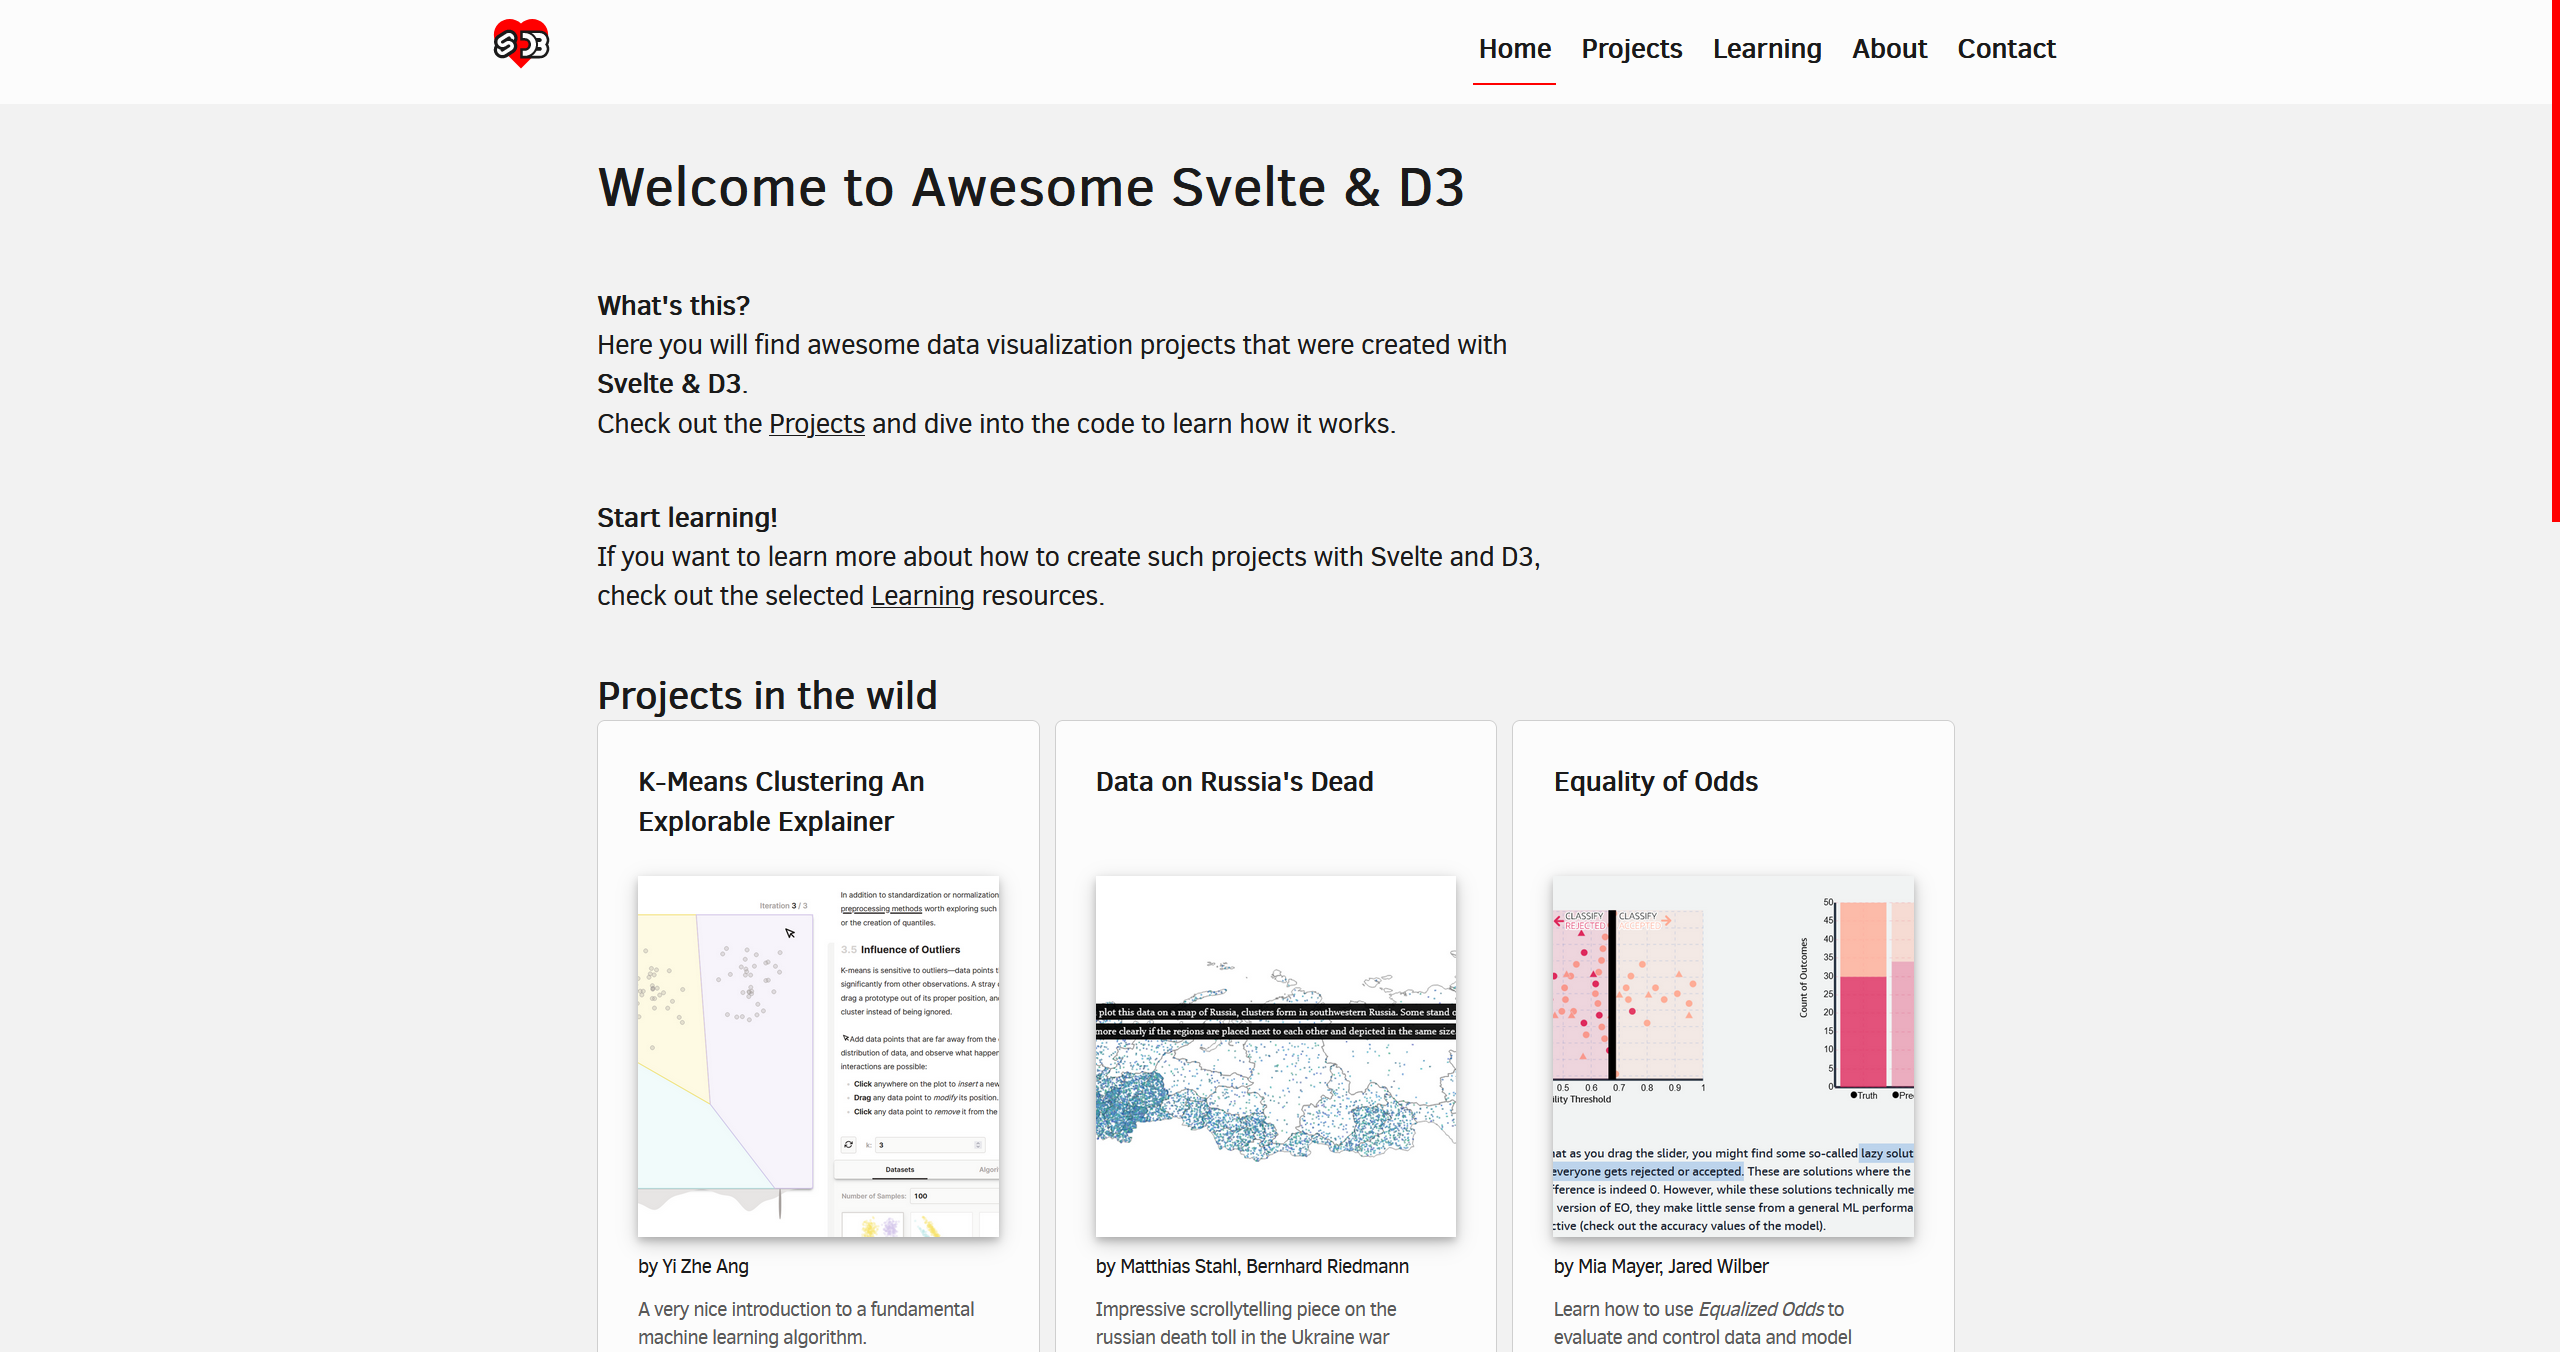 SD3
Home Projects Learning About Contact
Welcome to Awesome Svelte & D3
What's this?
Here you will find awesome data visualization projects that were created with
Svelte & D3.
Check out the Projects and dive into the code to learn how it works.
Start learning!
If you want to learn more about how to create such projects with Svelte and D3,
check out the selected Learning resources.
Projects in the wild
K-Means Clustering An
Explorable Explainer
Iteration 3 / 3
In addition to standardization or normalization
preprocessing methods worth exploring such
or the creation of quantiles.
3.5 Influence of Outliers
K-means is sensitive to outliers—data points t
significantly from other observations. A stray
drag a prototype out of its proper position, an
cluster instead of being ignored.
Add data points that are far away from the
distribution of data, and observe what happen
interactions are possible:
- Click anywhere on the plot to insert a new
- Drag any data point to modify its position.
- Click any data point to remove it from the
k: 3
Datasets Algori
Number of Samples: 100
by Yi Zhe Ang
A very nice introduction to a fundamental
machine learning algorithm.
Data on Russia's Dead
plot this data on a map of Russia, clusters form in southwestern Russia. Some stand o
more clearly if the regions are placed next to each other and depicted in the same size.
by Matthias Stahl, Bernhard Riedmann
Impressive scrollytelling piece on the
russian death toll in the Ukraine war
Equality of Odds
CLASSIFY CLASSIFY
REJECTED ACCEPTED
0.5 0.6 0.7 0.8 0.9 1
ility Threshold
50
45
40
35
30
25
20
15
10
5
0
Count of Outcomes
Truth Pre
hat as you drag the slider, you might find some so-called lazy solut
everyone gets rejected or accepted. These are solutions where the
fference is indeed 0. However, while these solutions technically me
version of EO, they make little sense from a general ML performa
ctive (check out the accuracy values of the model).
by Mia Mayer, Jared Wilber
Learn how to use Equalized Odds to
evaluate and control data and model